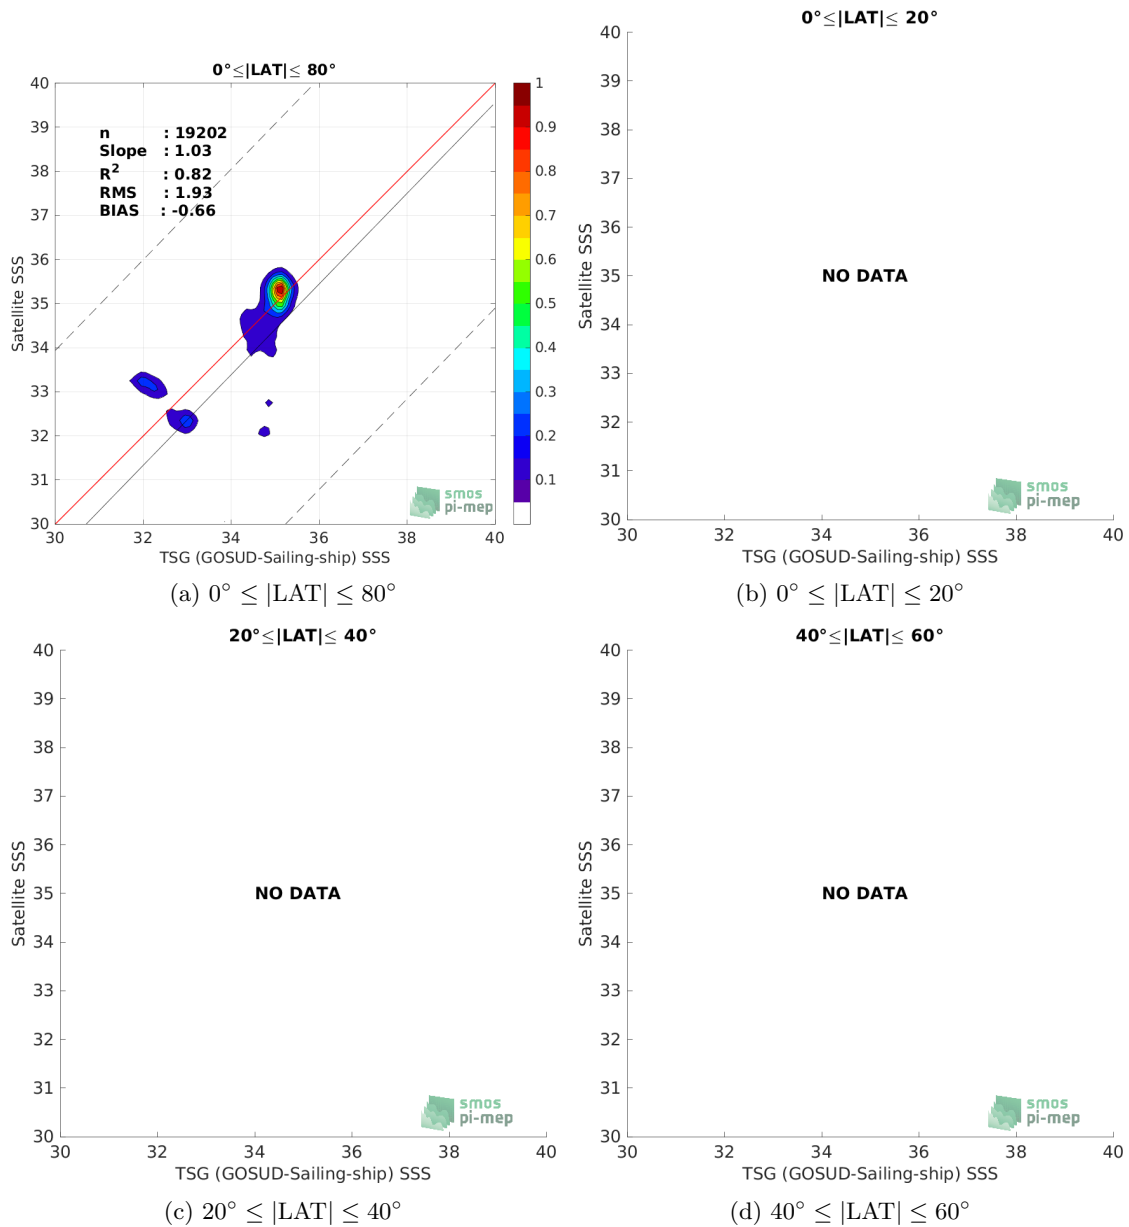 0°≤|LAT|≤ 80°
40
39
38
37
36
35
34
33
32
31
30
Satellite SSS
n : 19202
Slope : 1.03
R² : 0.82
RMS : 1.93
BIAS : -0.66
smos
pi-mep
30 32 34 36 38 40
TSG (GOSUD-Sailing-ship) SSS
1
0.9
0.8
0.7
0.6
0.5
0.4
0.3
0.2
0.1
(a) 0° ≤ |LAT| ≤ 80°
0°≤|LAT|≤ 20°
40
39
38
37
36
35
34
33
32
31
30
Satellite SSS
NO DATA
smos
pi-mep
30 32 34 36 38 40
TSG (GOSUD-Sailing-ship) SSS
(b) 0° ≤ |LAT| ≤ 20°
20°≤|LAT|≤ 40°
40
39
38
37
36
35
34
33
32
31
30
Satellite SSS
NO DATA
smos
pi-mep
30 32 34 36 38 40
TSG (GOSUD-Sailing-ship) SSS
(c) 20° ≤ |LAT| ≤ 40°
40°≤|LAT|≤ 60°
40
39
38
37
36
35
34
33
32
31
30
Satellite SSS
NO DATA
smos
pi-mep
30 32 34 36 38 40
TSG (GOSUD-Sailing-ship) SSS
(d) 40° ≤ |LAT| ≤ 60°